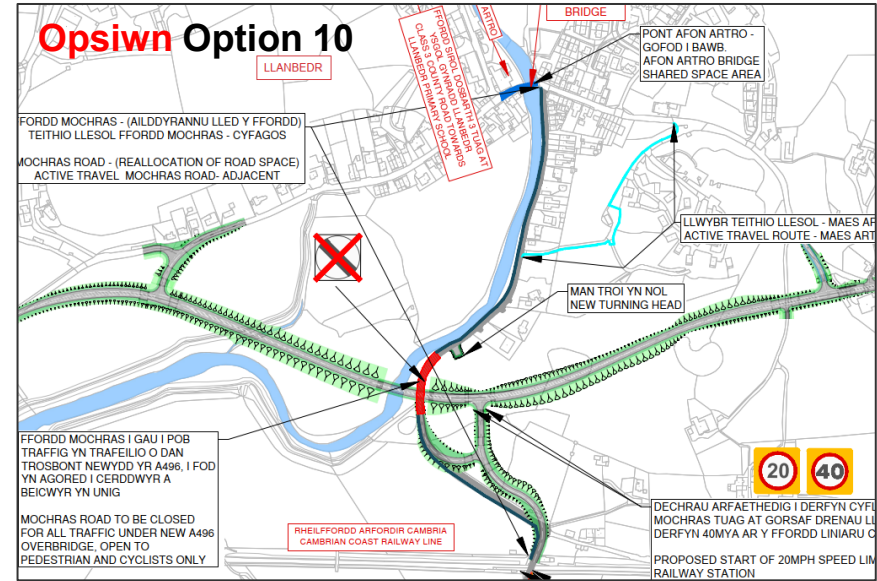 Opsiwn Option 10
BRIDGE
ARTRO
LLANBEDR
FFORDD SIROL DOSBARTH 3 TUAG AT
YSGOL GYNRADD LLANBEDR
CLASS 3 COUNTY ROAD TOWARDS
LLANBEDR PRIMARY SCHOOL
PONT AFON ARTRO -
GOFOD I BAWB.
AFON ARTRO BRIDGE
SHARED SPACE AREA
FFORDD MOCHRAS - (AILDDYRANNU LLED Y FFORDD)
TEITHIO LLESOL FFORDD MOCHRAS - CYFAGOS
MOCHRAS ROAD - (REALLOCATION OF ROAD SPACE)
ACTIVE TRAVEL MOCHRAS ROAD- ADJACENT
LLWYBR TEITHIO LLESOL - MAES AR
ACTIVE TRAVEL ROUTE - MAES ART
MAN TROI YN NOL
NEW TURNING HEAD
FFORDD MOCHRAS I GAU I POB
TRAFFIG YN TRAFEILIO O DAN
TROSBONT NEWYDD YR A496, I FOD
YN AGORED I CERDDWYR A
BEICWYR YN UNIG
MOCHRAS ROAD TO BE CLOSED
FOR ALL TRAFFIC UNDER NEW A496
OVERBRIDGE, OPEN TO
PEDESTRIAN AND CYCLISTS ONLY
20 40
RHEILFFORDD ARFORDIR CAMBRIA
CAMBRIAN COAST RAILWAY LINE
DECHRAU ARFAETHEDIG I DERFYN CYFL
MOCHRAS TUAG AT GORSAF DRENAU LL
DERFYN 40MYA AR Y FFORDD LINIARU C
PROPOSED START OF 20MPH SPEED LIM
RAILWAY STATION